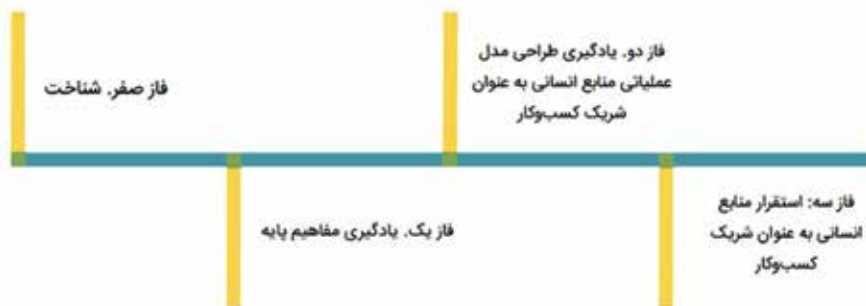 فاز صفر. شناخت
فاز یک. یادگیری مفاهیم پایه
فاز دو. یادگیری طراحی مدل
عملیاتی منابع انسانی به عنوان
شریک کسب‌وکار
فاز سه: استقرار منابع
انسانی به عنوان شریک
کسب‌وکار